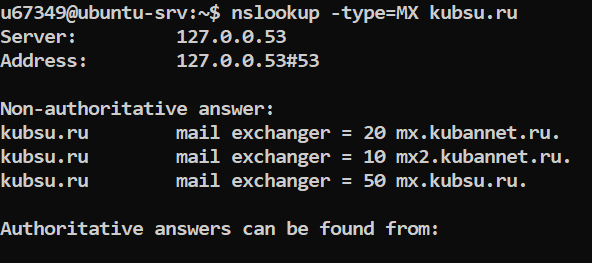 u67349@ubuntu-srv:~$ nslookup -type=MX kubsu.ru
Server:         127.0.0.53
Address:        127.0.0.53#53

Non-authoritative answer:
kubsu.ru        mail exchanger = 20 mx.kubannet.ru.
kubsu.ru        mail exchanger = 10 mx2.kubannet.ru.
kubsu.ru        mail exchanger = 50 mx.kubsu.ru.

Authoritative answers can be found from: